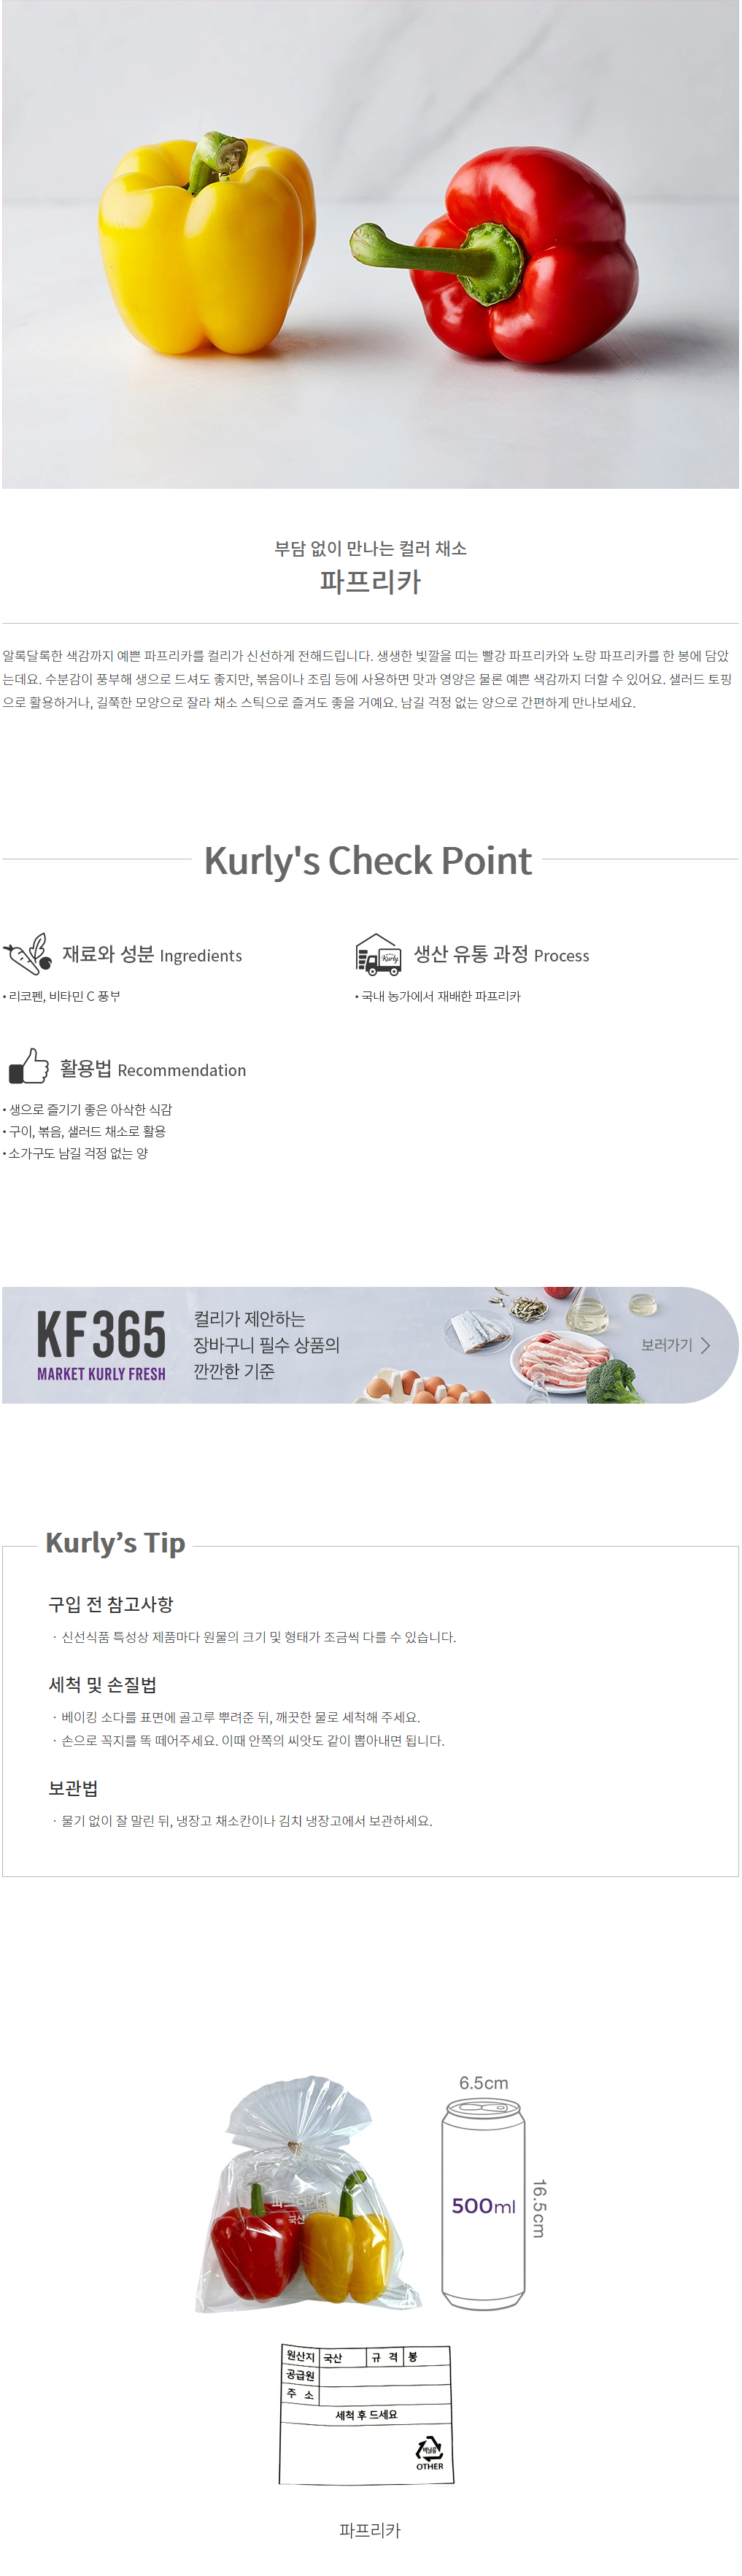 부담 없이 만나는 컬러 채소
파프리카
알록달록한 색감까지 예쁜 파프리카를 컬리가 신선하게 전해드립니다. 생생한 빛깔을 띠는 빨강 파프리카와 노랑 파프리카를 한 봉에 담았
는데요. 수분감이 풍부해 생으로 드셔도 좋지만, 볶음이나 조림 등에 사용하면 맛과 영양은 물론 예쁜 색감까지 더할 수 있어요. 샐러드 토핑
으로 활용하거나, 길쭉한 모양으로 잘라 채소 스틱으로 즐겨도 좋을 거예요. 남길 걱정 없는 양으로 간편하게 만나보세요.
Kurly's Check Point
재료와 성분 Ingredients
• 리코펜, 비타민 C 풍부
Kurly
생산 유통 과정 Process
• 국내 농가에서 재배한 파프리카
활용법 Recommendation
• 생으로 즐기기 좋은 아삭한 식감
• 구이, 볶음, 샐러드 채소로 활용
• 소가구도 남길 걱정 없는 양
KF365
MARKET KURLY FRESH
컬리가 제안하는
장바구니 필수 상품의
깐깐한 기준
보러가기
Kurly’s Tip
구입 전 참고사항
· 신선식품 특성상 제품마다 원물의 크기 및 형태가 조금씩 다를 수 있습니다.
세척 및 손질법
· 베이킹 소다를 표면에 골고루 뿌려준 뒤, 깨끗한 물로 세척해 주세요.
· 손으로 꼭지를 똑 떼어주세요. 이때 안쪽의 씨앗도 같이 뽑아내면 됩니다.
보관법
· 물기 없이 잘 말린 뒤, 냉장고 채소칸이나 김치 냉장고에서 보관하세요.
6.5cm
500ml
16.5cm
파프리카
국산
원산지 국산 규 격 봉
공급원
주 소
세척 후 드세요
비닐류
OTHER
파프리카